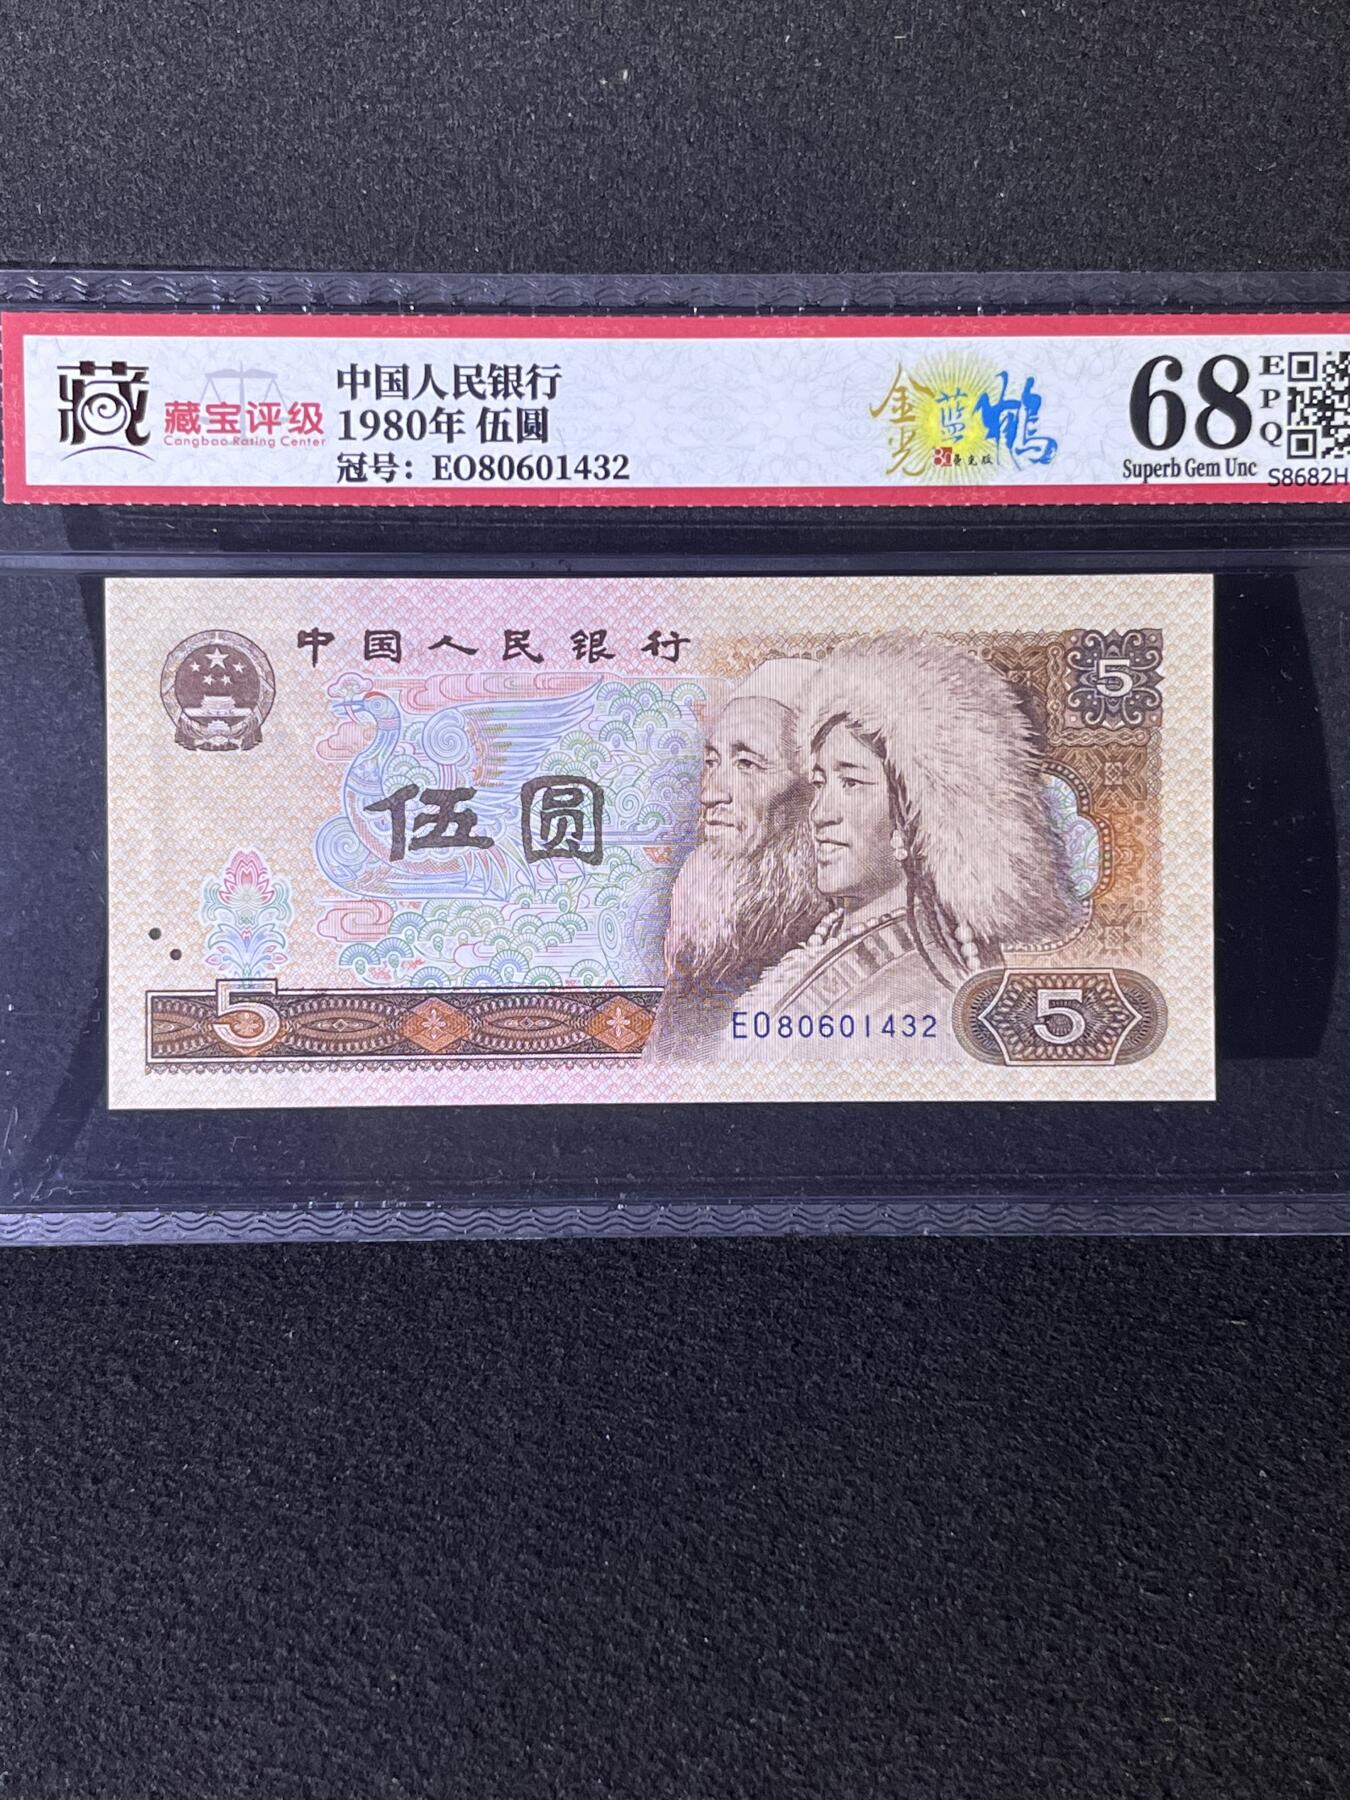 藏
藏宝评级
Cangbao Rating Center
中国人民银行
1980年 伍圆
冠号：EO80601432
金光
蓝鹤
68
EPQ
Superb Gem Unc
S8682H
中国人民银行
5
伍圆
5
EO80601432
5